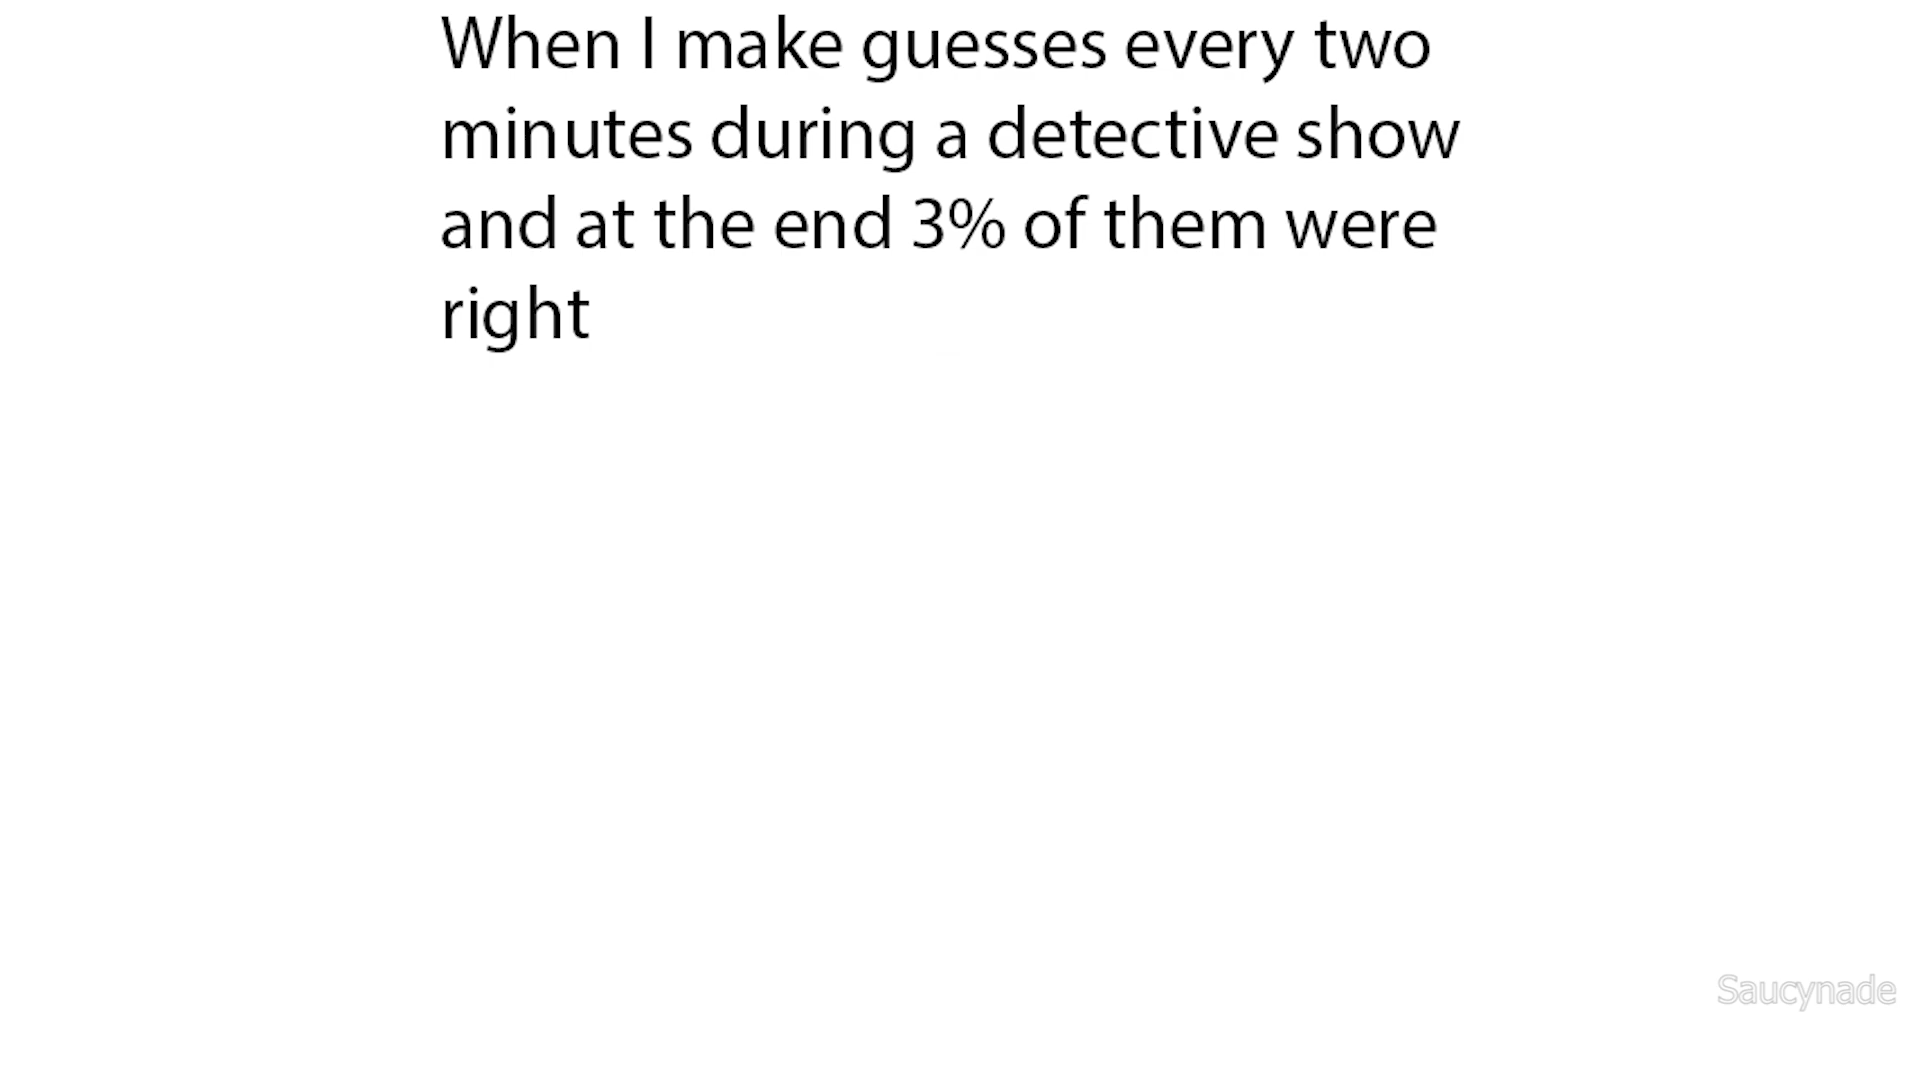 When I make guesses every two
minutes during a detective show
and at the end 3% of them were
right
Saucynade